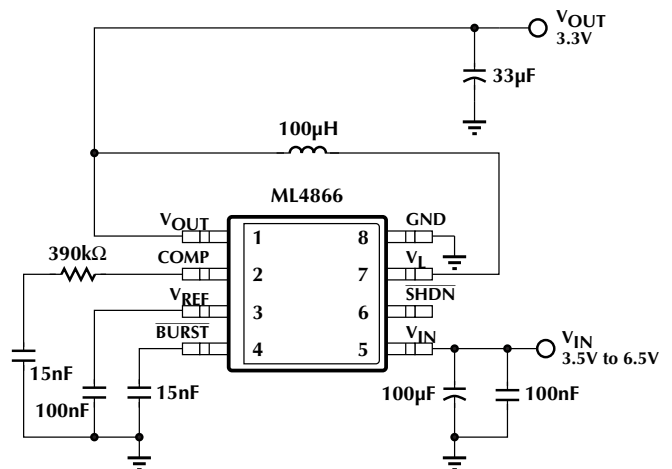 VOUT
3.3V
33µF
100µH
ML4866
VOUT
GND
1
8
390kΩ
COMP
VL
2
7
VREF
SHDN
3
6
BURST
VIN
4
5
VIN
3.5V to 6.5V
15nF
100nF
15nF
100µF
100nF